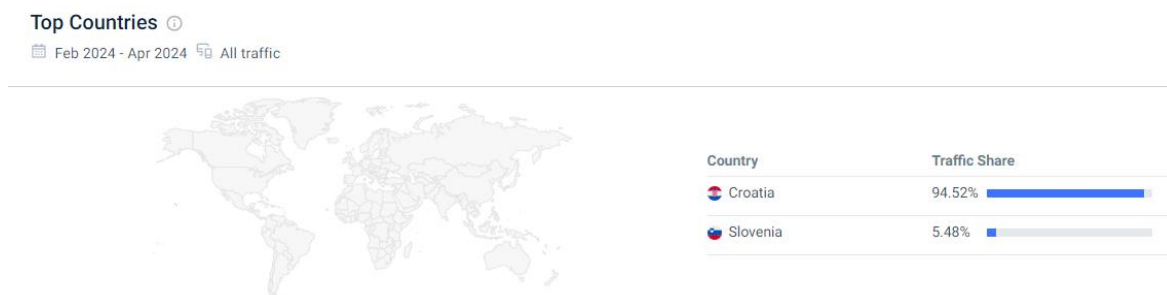 Top Countries
Feb 2024 - Apr 2024 All traffic
Country Traffic Share
Croatia 94.52%
Slovenia 5.48%